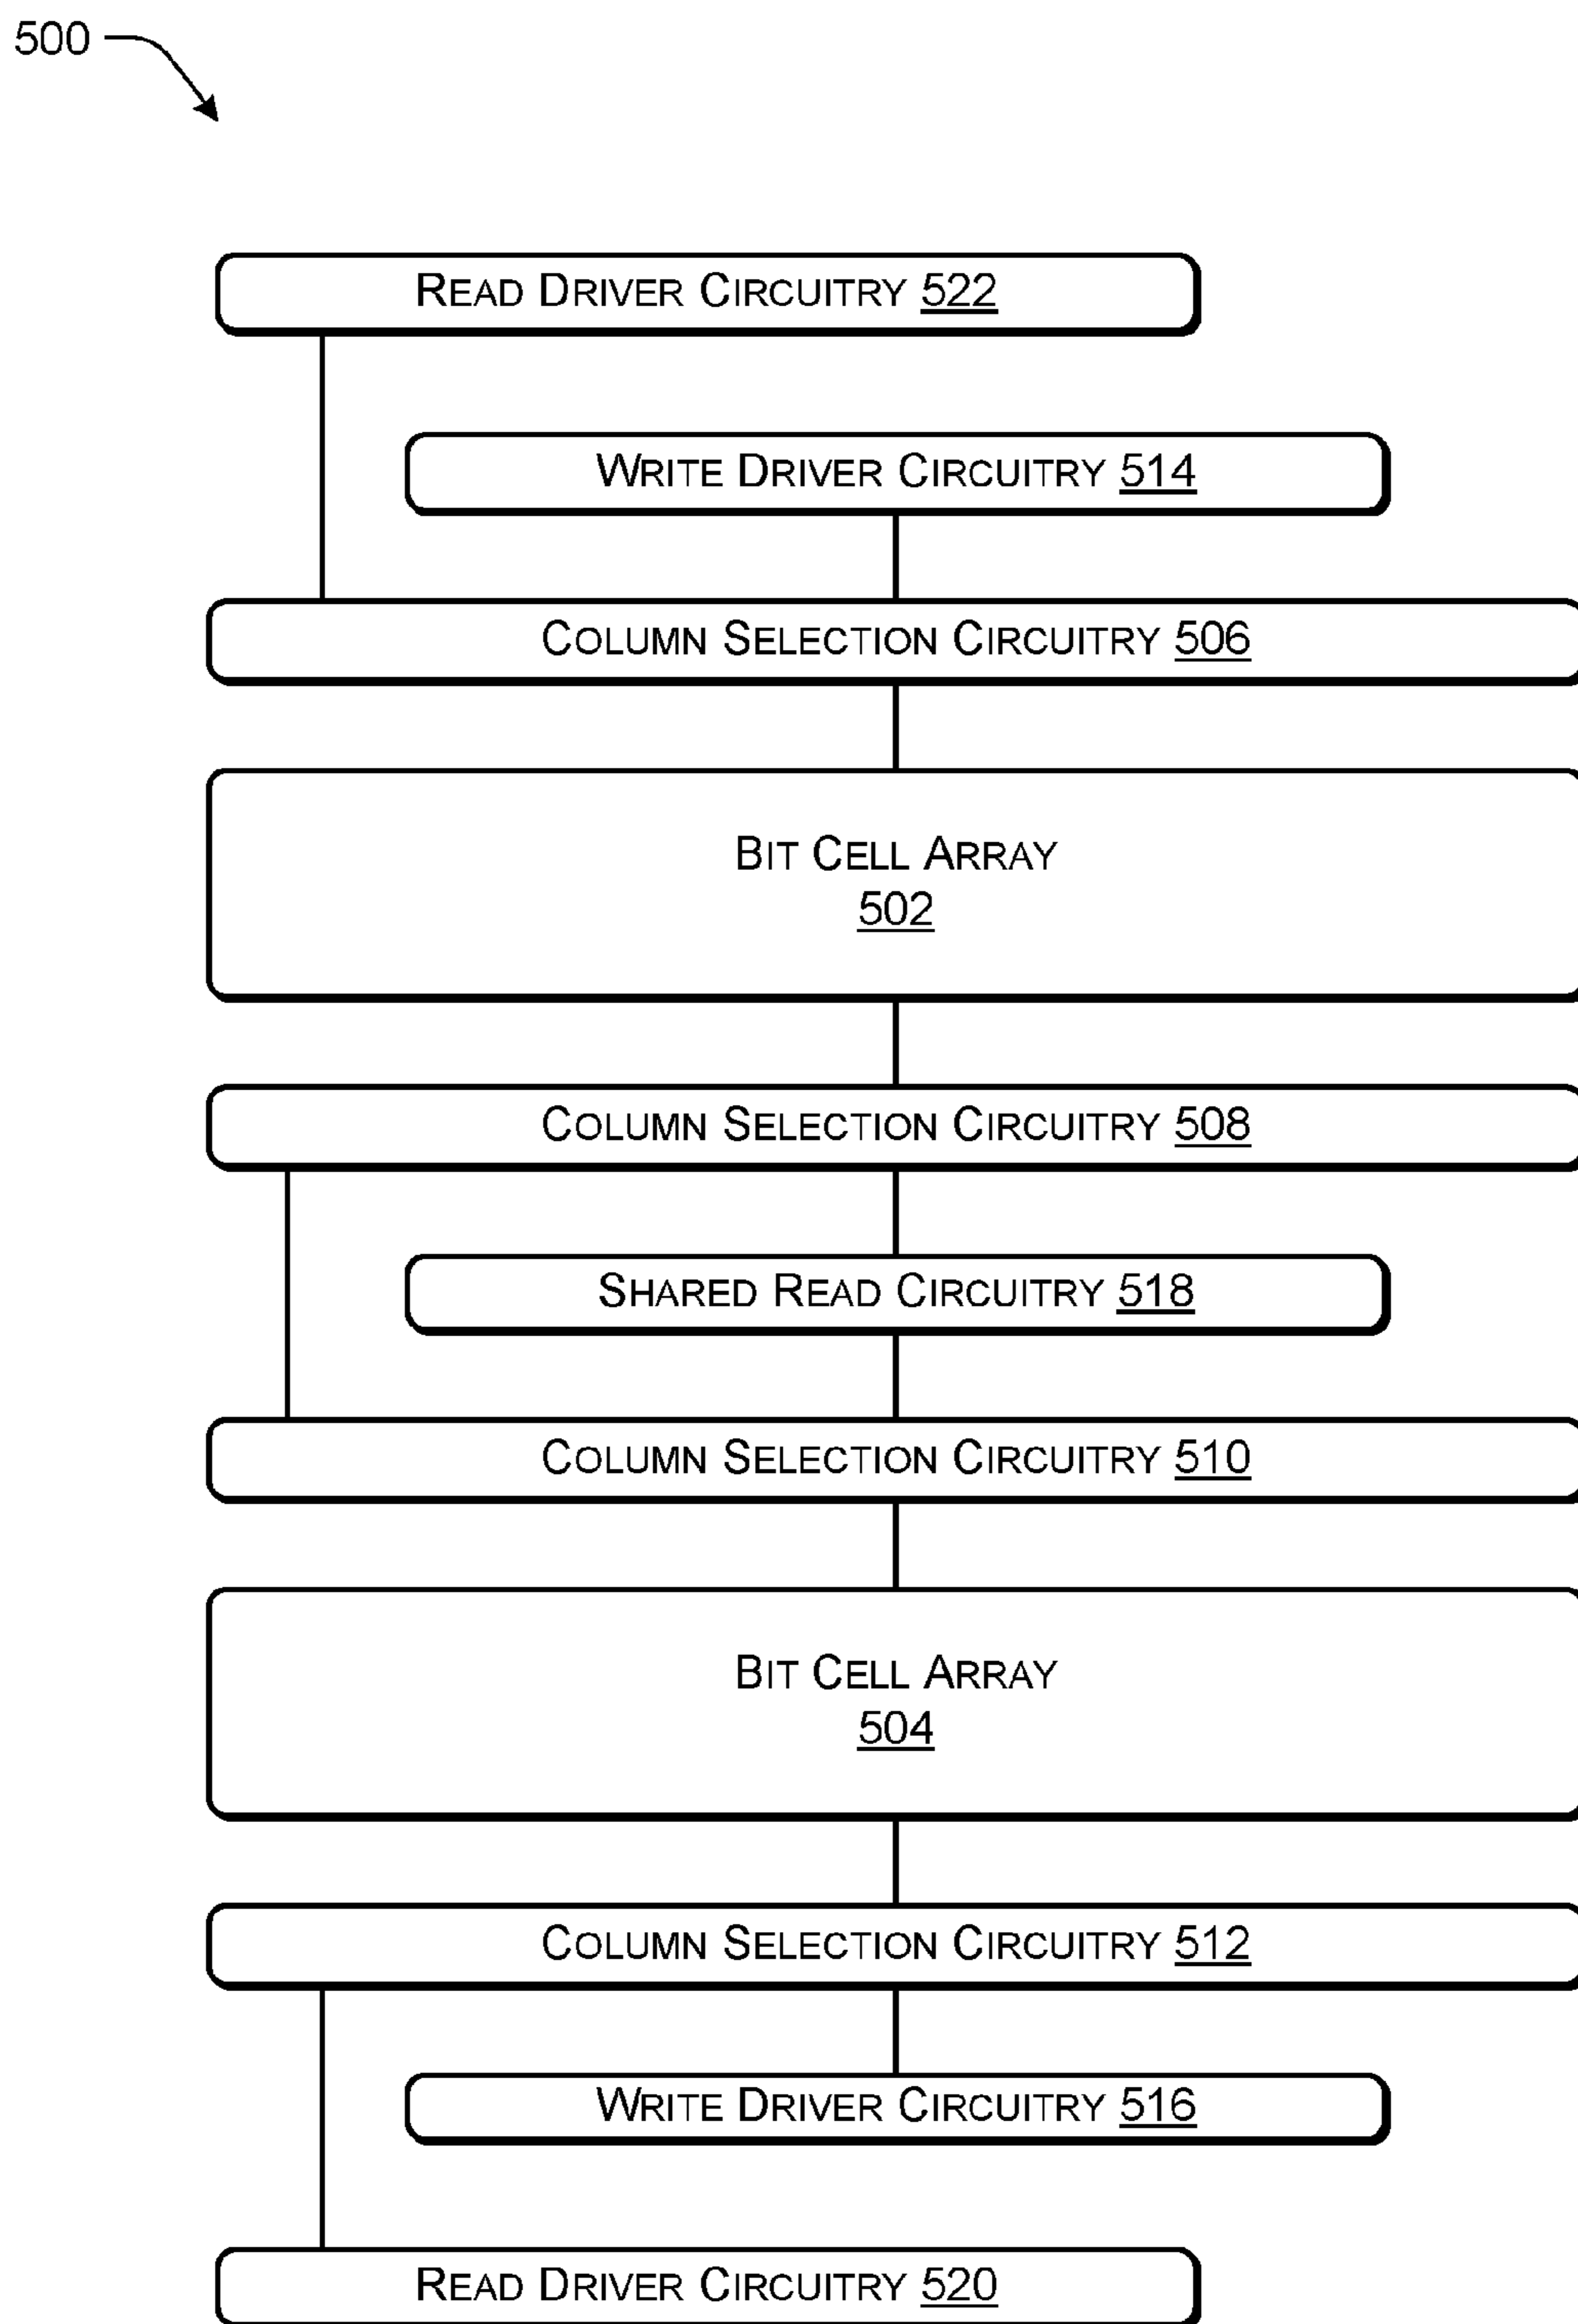 500
READ DRIVER CIRCUITRY 522
WRITE DRIVER CIRCUITRY 514
COLUMN SELECTION CIRCUITRY 506
BIT CELL ARRAY
502
COLUMN SELECTION CIRCUITRY 508
SHARED READ CIRCUITRY 518
COLUMN SELECTION CIRCUITRY 510
BIT CELL ARRAY
504
COLUMN SELECTION CIRCUITRY 512
WRITE DRIVER CIRCUITRY 516
READ DRIVER CIRCUITRY 520